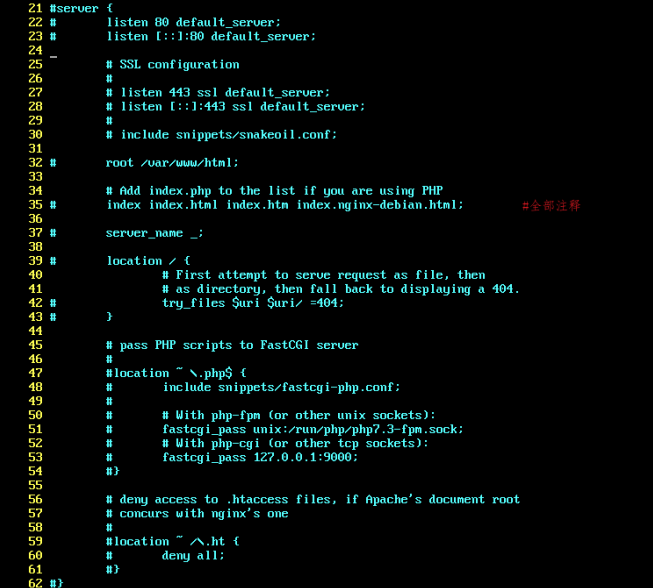 21 #server {
22 #       listen 80 default_server;
23 #       listen [::]:80 default_server;
24
25         # SSL configuration
26         #
27         # listen 443 ssl default_server;
28         # listen [::]:443 ssl default_server;
29         #
30         # include snippets/snakeoil.conf;
31
32 #       root /var/www/html;
33
34         # Add index.php to the list if you are using PHP
35 #       index index.html index.htm index.nginx-debian.html;        #全部注释
36
37 #       server_name _;
38
39 #       location / {
40                 # First attempt to serve request as file, then
41                 # as directory, then fall back to displaying a 404.
42 #               try_files $uri $uri/ =404;
43 #       }
44
45         # pass PHP scripts to FastCGI server
46         #
47         #location ~ \.php$ {
48         #       include snippets/fastcgi-php.conf;
49         #
50         #       # With php-fpm (or other unix sockets):
51         #       fastcgi_pass unix:/run/php/php7.3-fpm.sock;
52         #       # With php-cgi (or other tcp sockets):
53         #       fastcgi_pass 127.0.0.1:9000;
54         #}
55
56         # deny access to .htaccess files, if Apache's document root
57         # concurs with nginx's one
58         #
59         #location ~ /\.ht {
60         #       deny all;
61         #}
62 #}